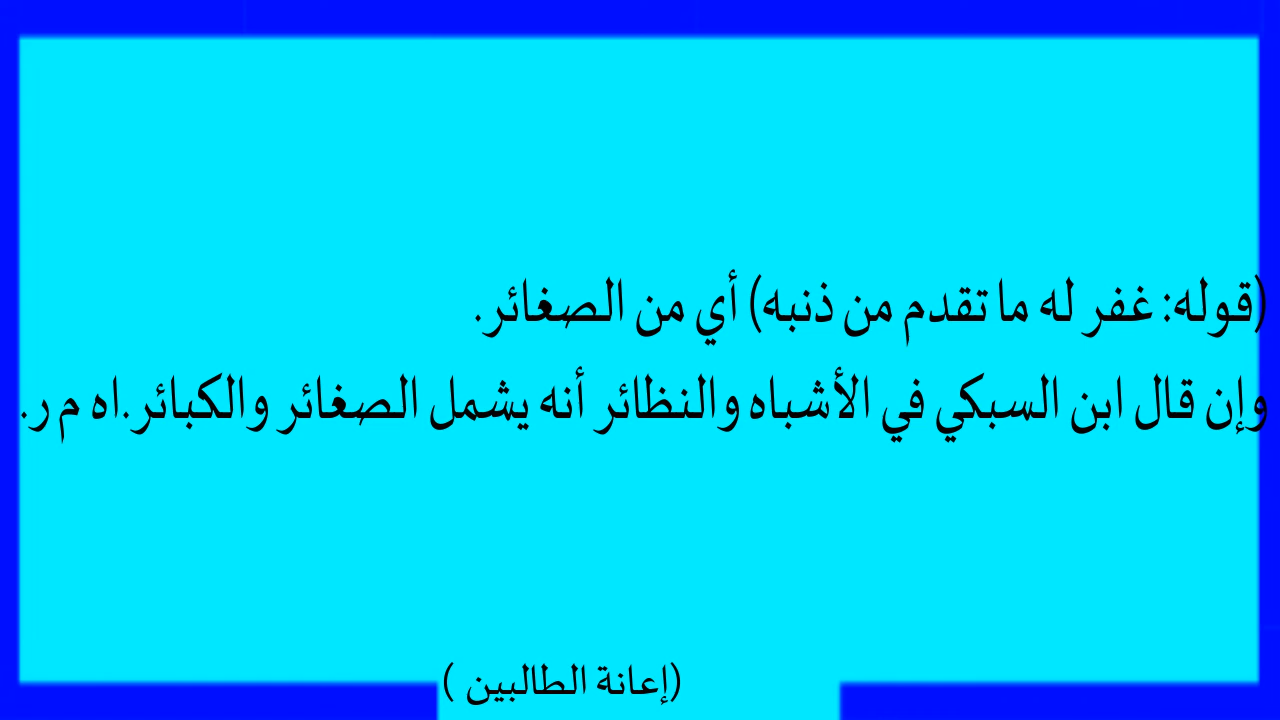 (قوله: غفر له ما تقدم من ذنبه) أي من الصغائر.
وإن قال ابن السبكي في الأشباه والنظائر أنه يشمل الصغائر والكبائر.اه م ر.
(إعانة الطالبين )